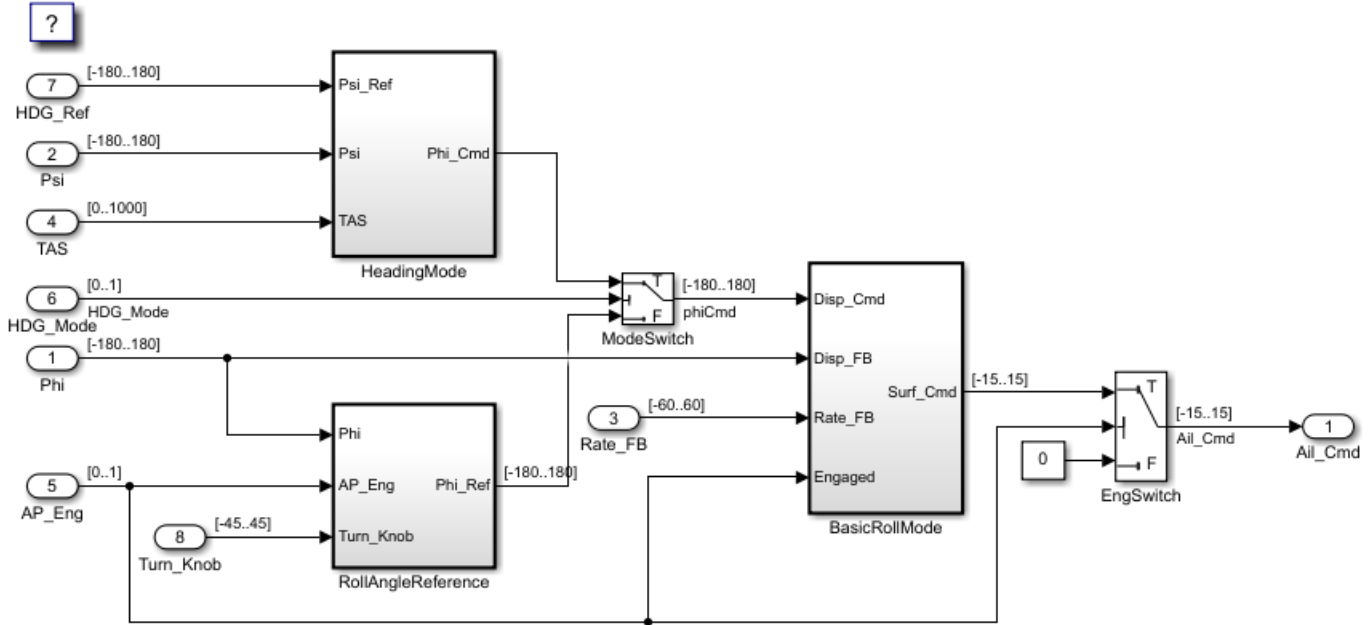 ?
[-180..180]
7
HDG_Ref
Psi_Ref
[-180..180]
2
Psi
Psi
Phi_Cmd
[0..1000]
4
TAS
TAS
HeadingMode
[0..1]
6
HDG_Mode
HDG_Mode
T
F
ModeSwitch
[-180..180]
phiCmd
Disp_Cmd
[-180..180]
1
Phi
Disp_FB
Surf_Cmd
[-15..15]
T
F
EngSwitch
[-15..15]
Ail_Cmd
1
Ail_Cmd
[-60..60]
3
Rate_FB
Rate_FB
0
Phi
[0..1]
5
AP_Eng
AP_Eng
Phi_Ref
[-180..180]
Engaged
BasicRollMode
[-45..45]
8
Turn_Knob
Turn_Knob
RollAngleReference